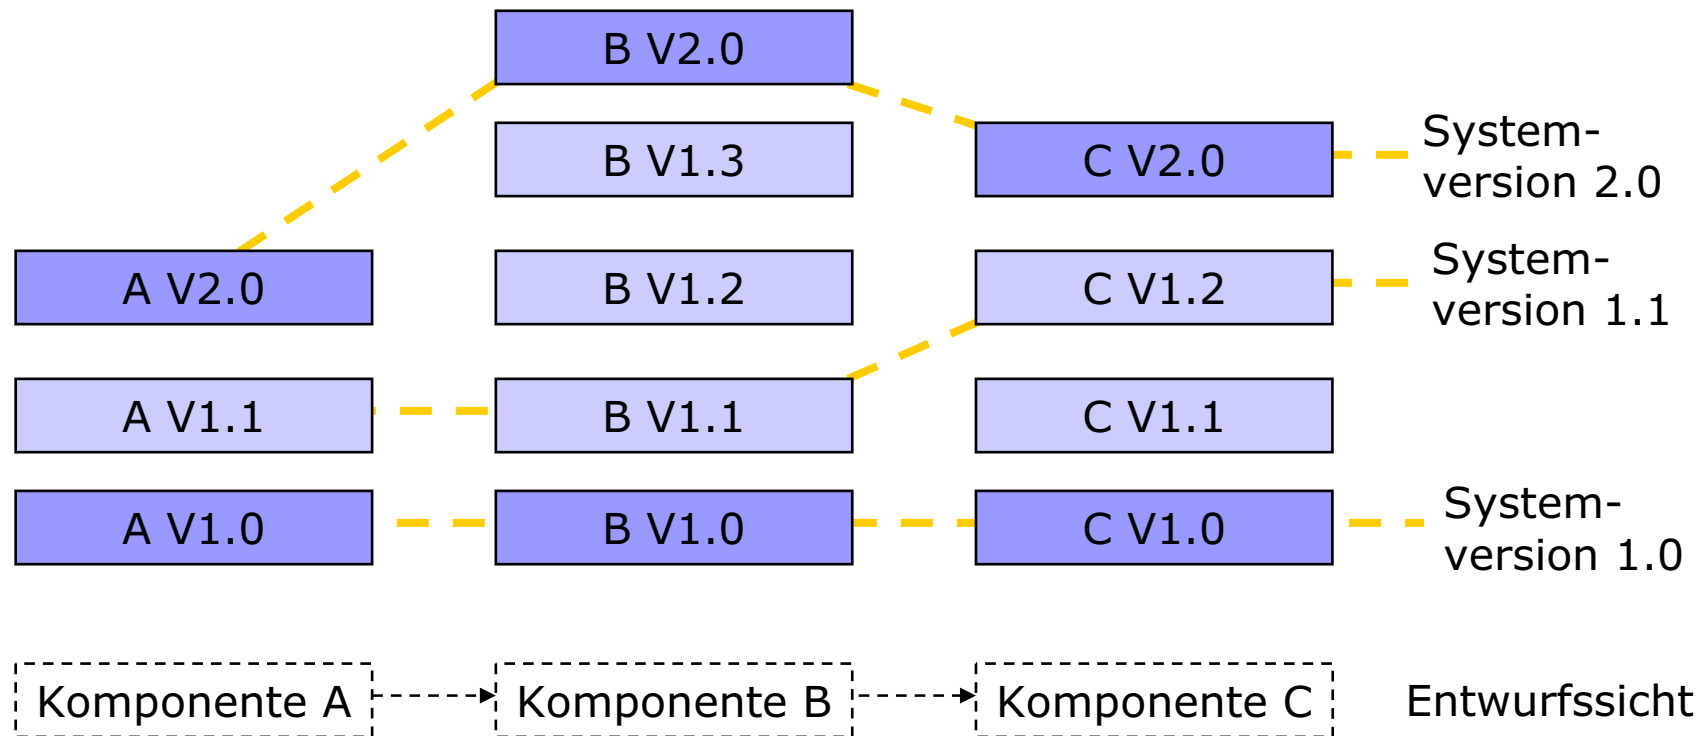 B V2.0
B V1.3
C V2.0
System-
version 2.0
A V2.0
B V1.2
C V1.2
System-
version 1.1
A V1.1
B V1.1
C V1.1
A V1.0
B V1.0
C V1.0
System-
version 1.0
Komponente A
Komponente B
Komponente C
Entwurfssicht